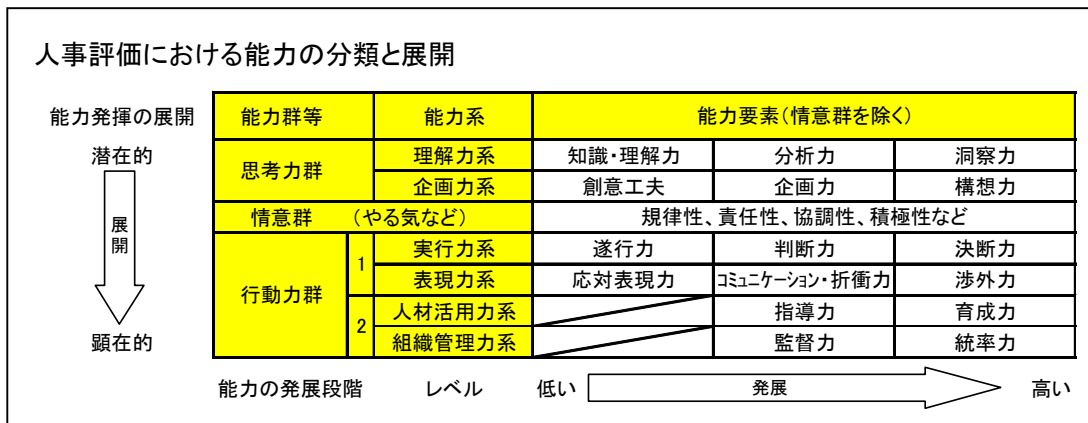 人事評価における能力の分類と展開
能力発揮の展開 能力群等 能力系 能力要素(情意群を除く)
潜在的 思考力群 理解力系 知識・理解力 分析力 洞察力
企画力系 創意工夫 企画力 構想力
情意群 (やる気など) 規律性、責任性、協調性、積極性など
展開 行動力群 1 実行力系 遂行力 判断力 決断力
表現力系 応対表現力 コミュニケーション・折衝力 渉外力
2 人材活用力系 指導力 育成力
顕在的 組織管理力系 監督力 統率力
能力の発展段階 レベル 低い 発展 高い